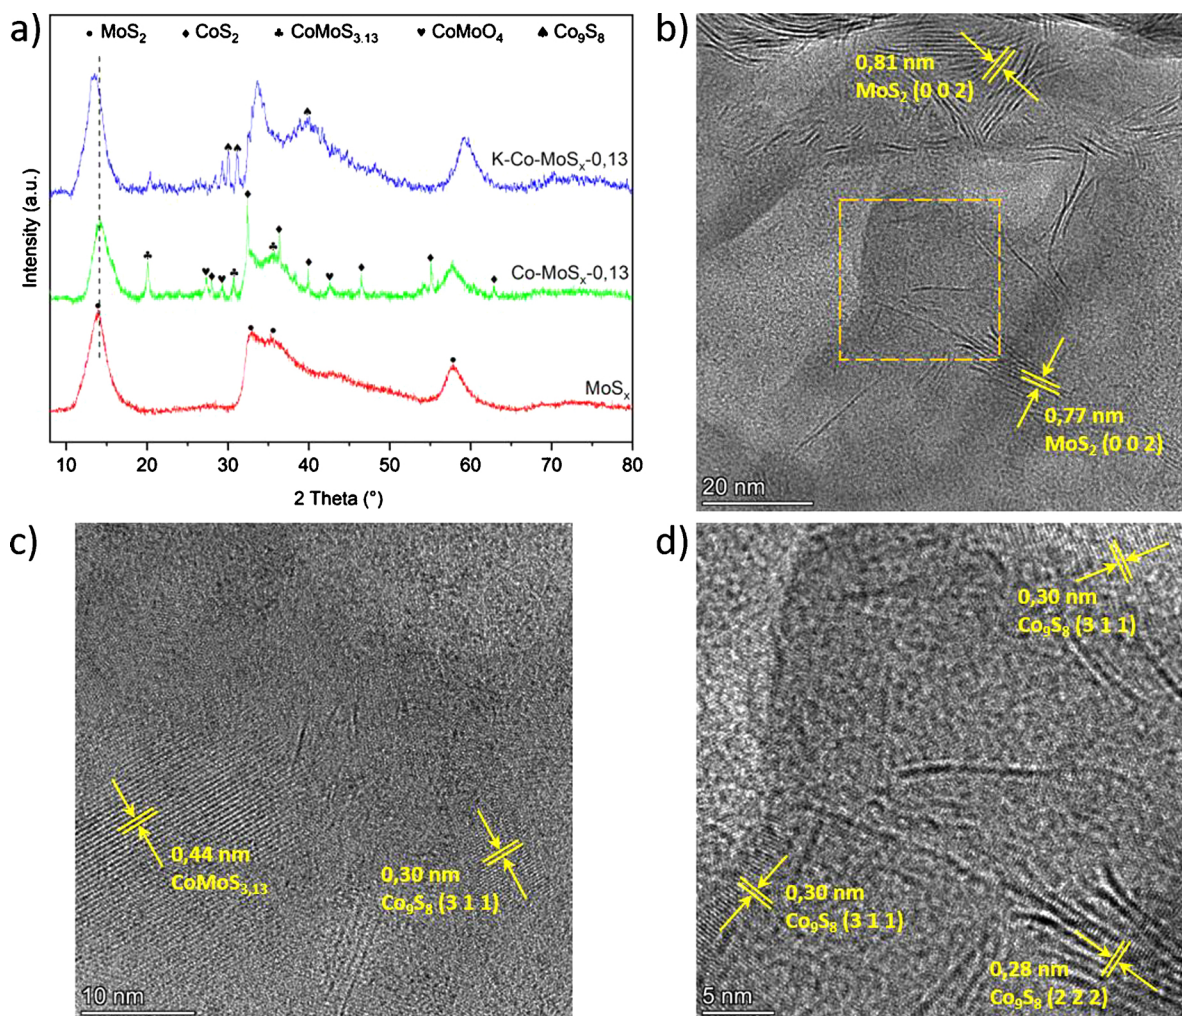 a)
• MoS₂ ♦ CoS₂ ♣ CoMoS₃.₁₃ ♥ CoMoO₄ ♠ Co₉S₈
K-Co-MoSₓ-0,13
Co-MoSₓ-0,13
MoSₓ
Intensity (a.u.)
10 20 30 40 50 60 70 80
2 Theta (°)
b)
0,81 nm
MoS₂ (0 0 2)
0,77 nm
MoS₂ (0 0 2)
20 nm
c)
0,44 nm
CoMoS₃,₁₃
0,30 nm
Co₉S₈ (3 1 1)
10 nm
d)
0,30 nm
Co₉S₈ (3 1 1)
0,30 nm
Co₉S₈ (3 1 1)
0,28 nm
Co₉S₈ (2 2 2)
5 nm